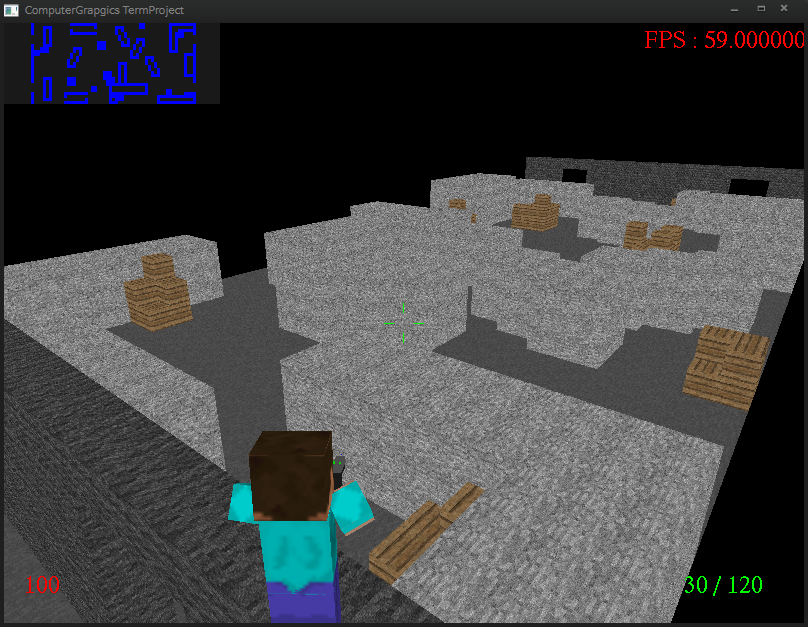 ComputerGrapgics TermProject
FPS : 59.000000
100
30 / 120